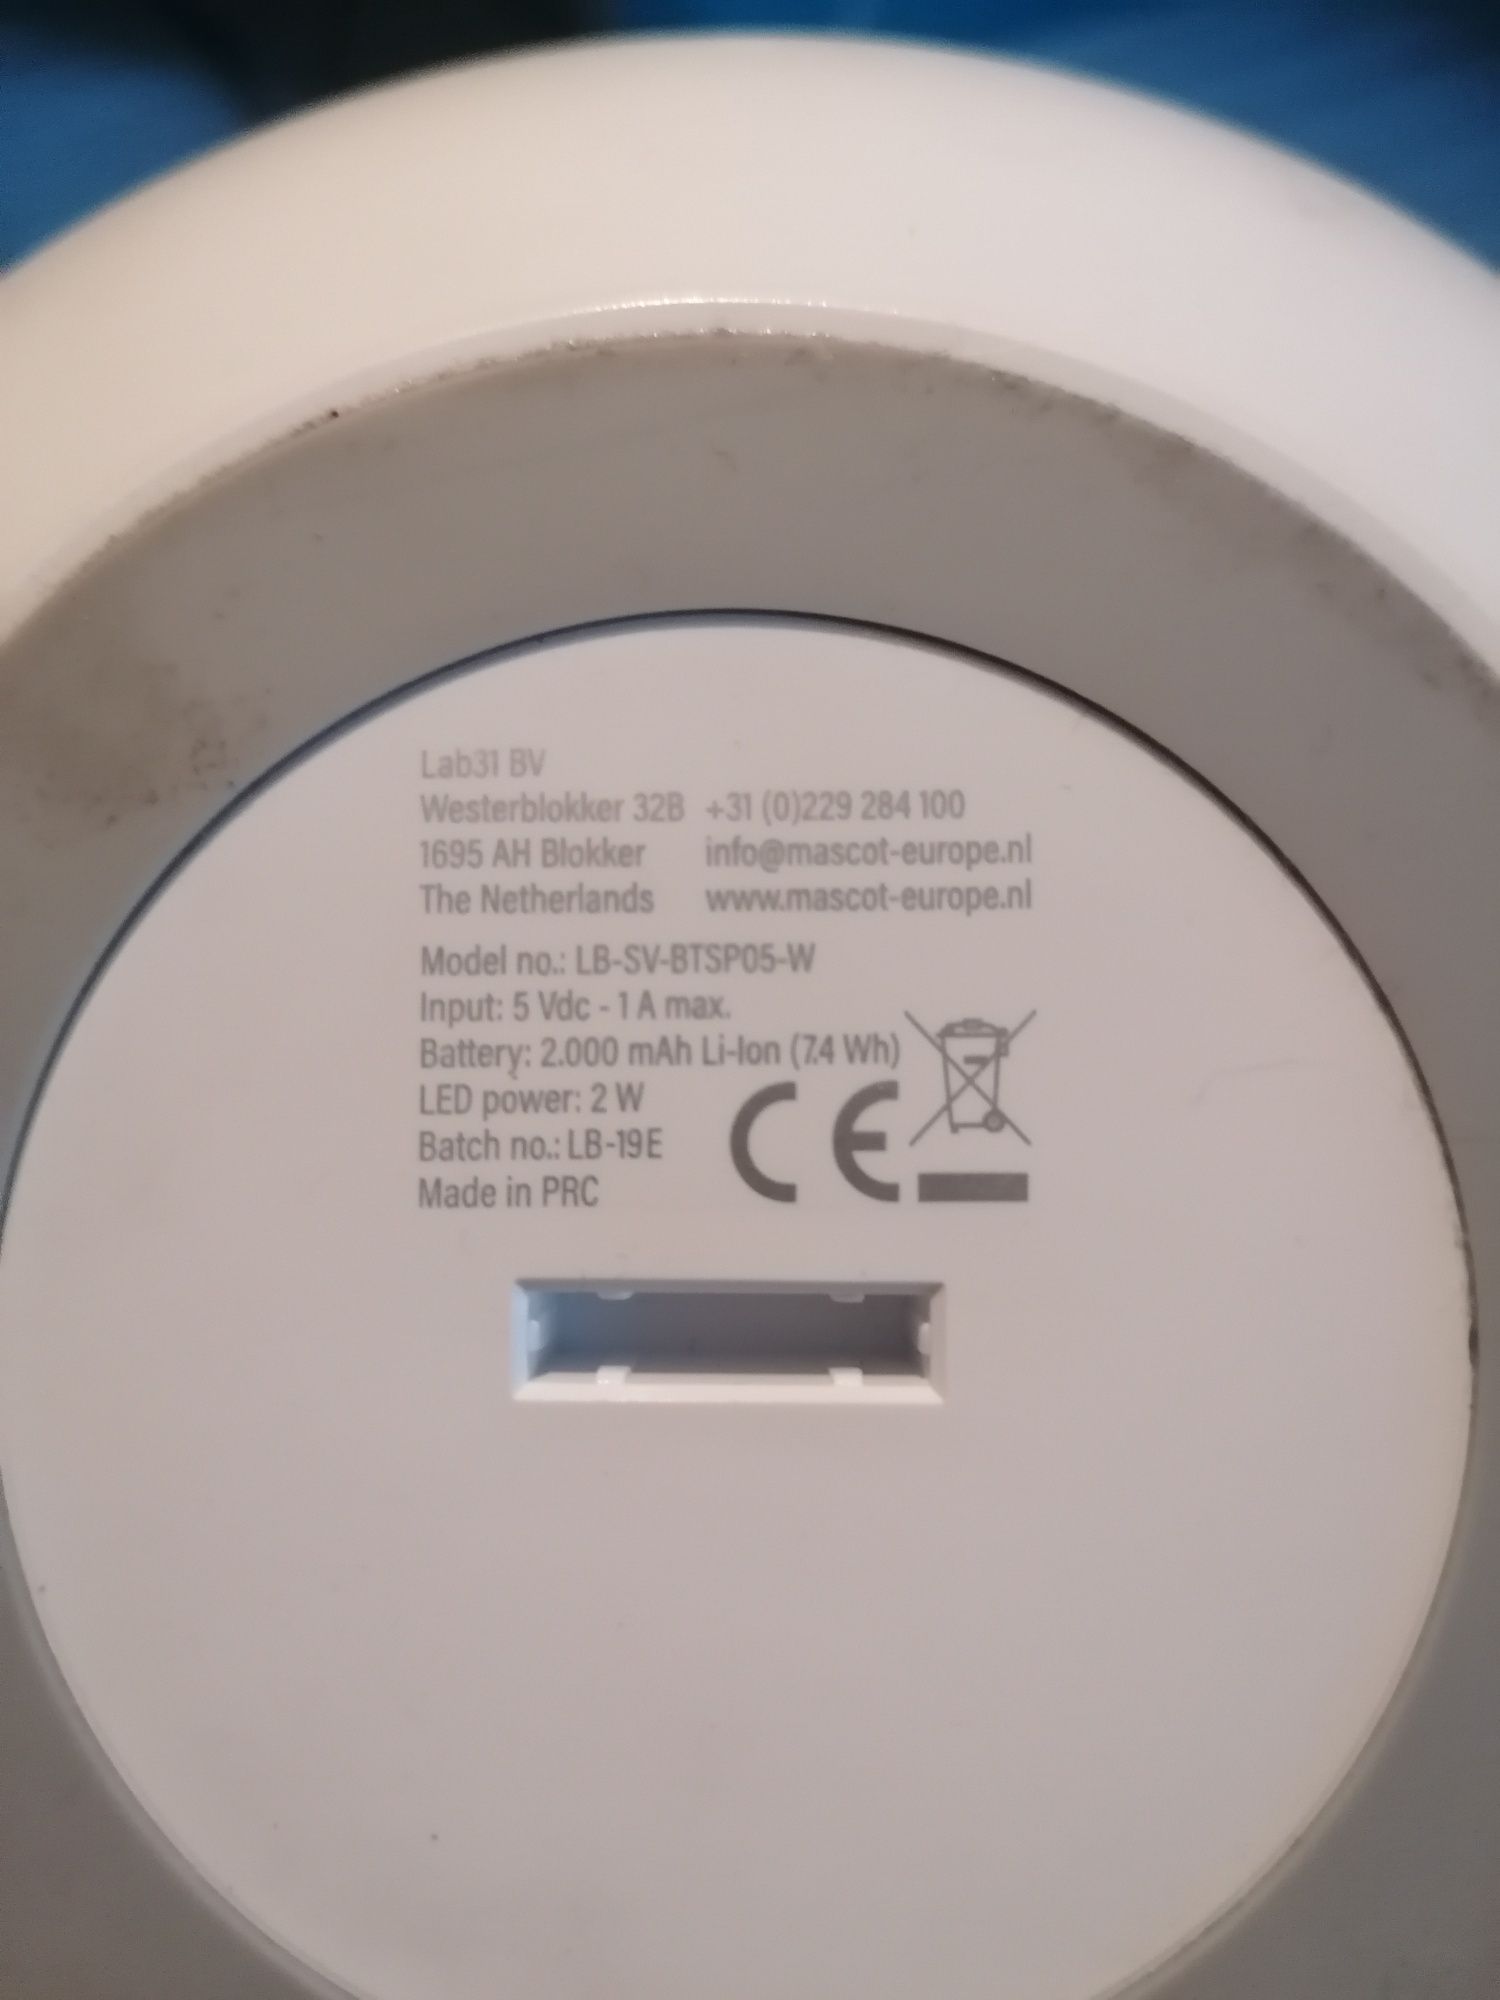 Lab31 BV
Westerblokker 32B +31 (0)229 284 100
1695 AH Blokker info@mascot-europe.nl
The Netherlands www.mascot-europe.nl
Model no.: LB-SV-BTSP05-W
Input: 5 Vdc - 1 A max.
Battery: 2.000 mAh Li-Ion (7.4 Wh)
LED power: 2 W
Batch no.: LB-19E
Made in PRC
CE